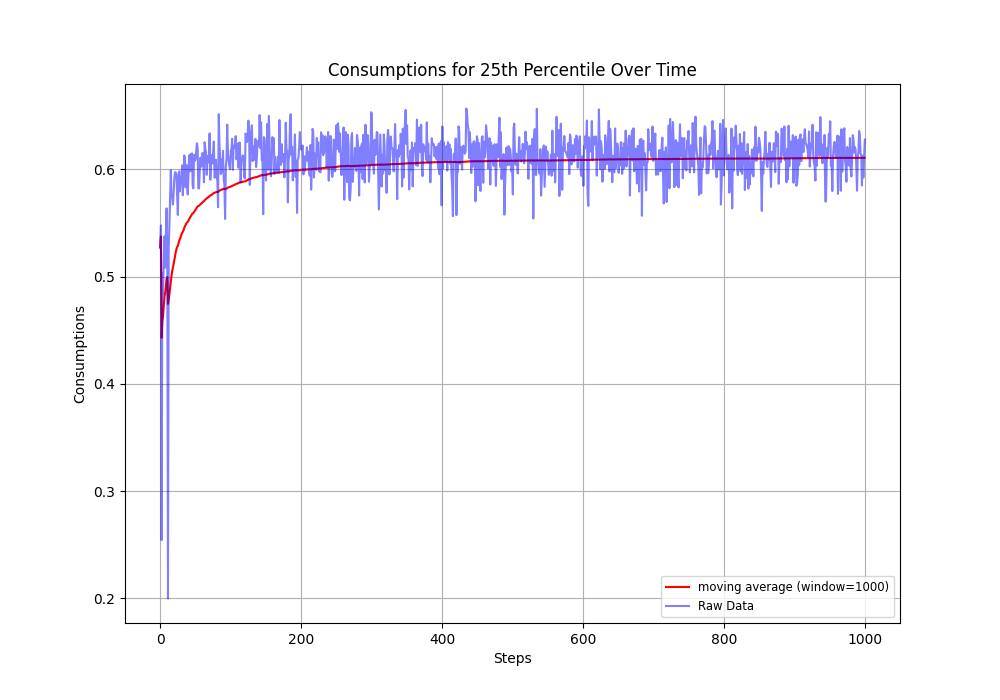 Consumptions for 25th Percentile Over Time
Consumptions
0.6
0.5
0.4
0.3
0.2
0
200
400
600
800
1000
Steps
moving average (window=1000)
Raw Data